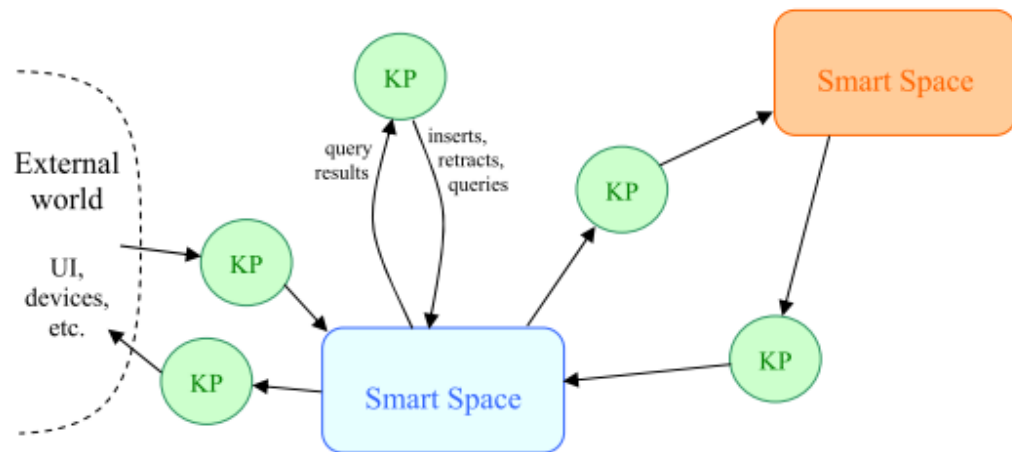 External
world
UI,
devices,
etc.
KP
KP
KP
query
results
inserts,
retracts,
queries
Smart Space
KP
Smart Space
KP